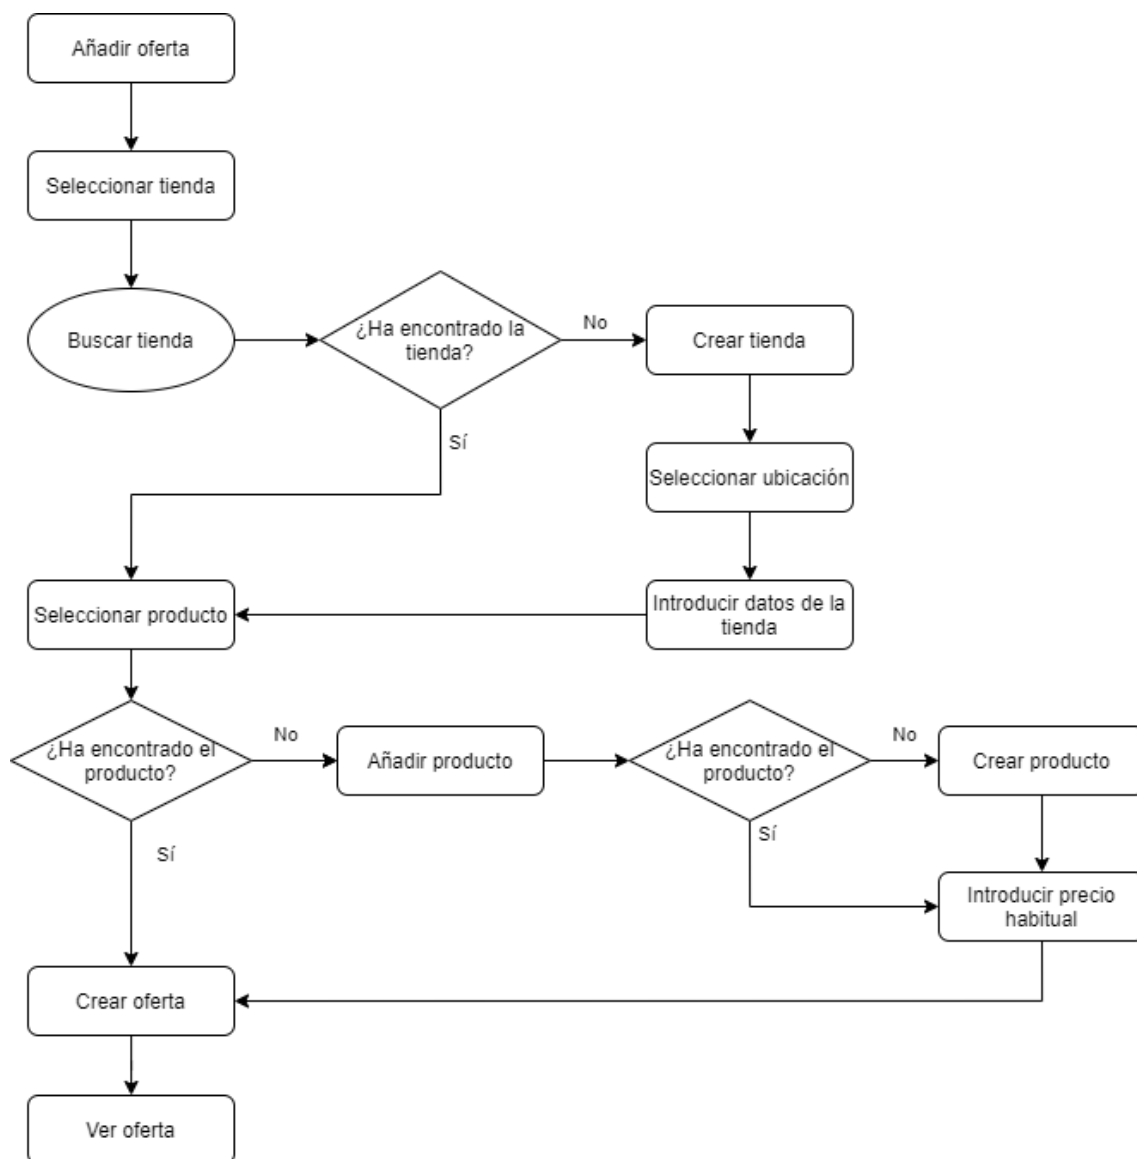 Añadir oferta
Seleccionar tienda
Buscar tienda
¿Ha encontrado la
tienda?
No
Crear tienda
Sí
Seleccionar ubicación
Introducir datos de la
tienda
Seleccionar producto
¿Ha encontrado el
producto?
No
Añadir producto
¿Ha encontrado el
producto?
No
Crear producto
Sí
Sí
Introducir precio
habitual
Crear oferta
Ver oferta